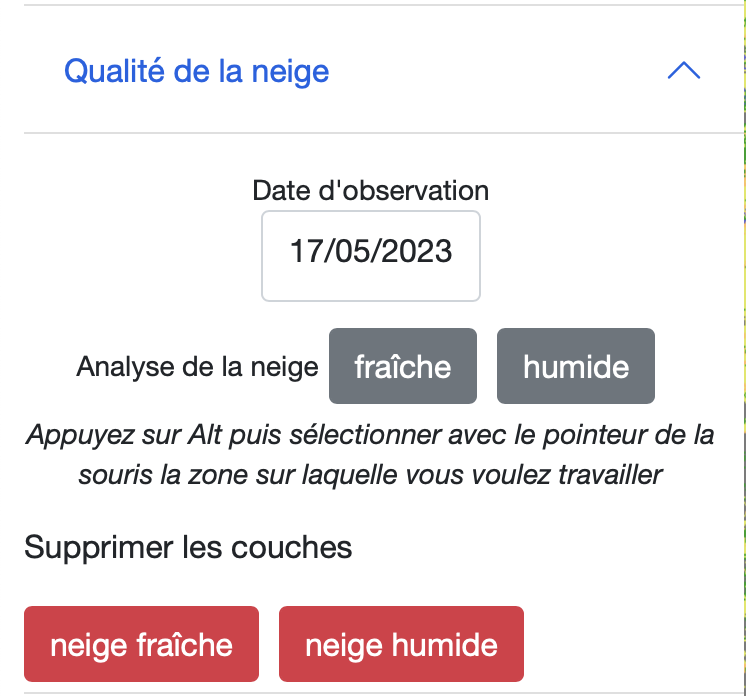 Qualité de la neige
Date d'observation
17/05/2023
Analyse de la neige fraîche humide
Appuyez sur Alt puis sélectionner avec le pointeur de la
souris la zone sur laquelle vous voulez travailler
Supprimer les couches
neige fraîche neige humide